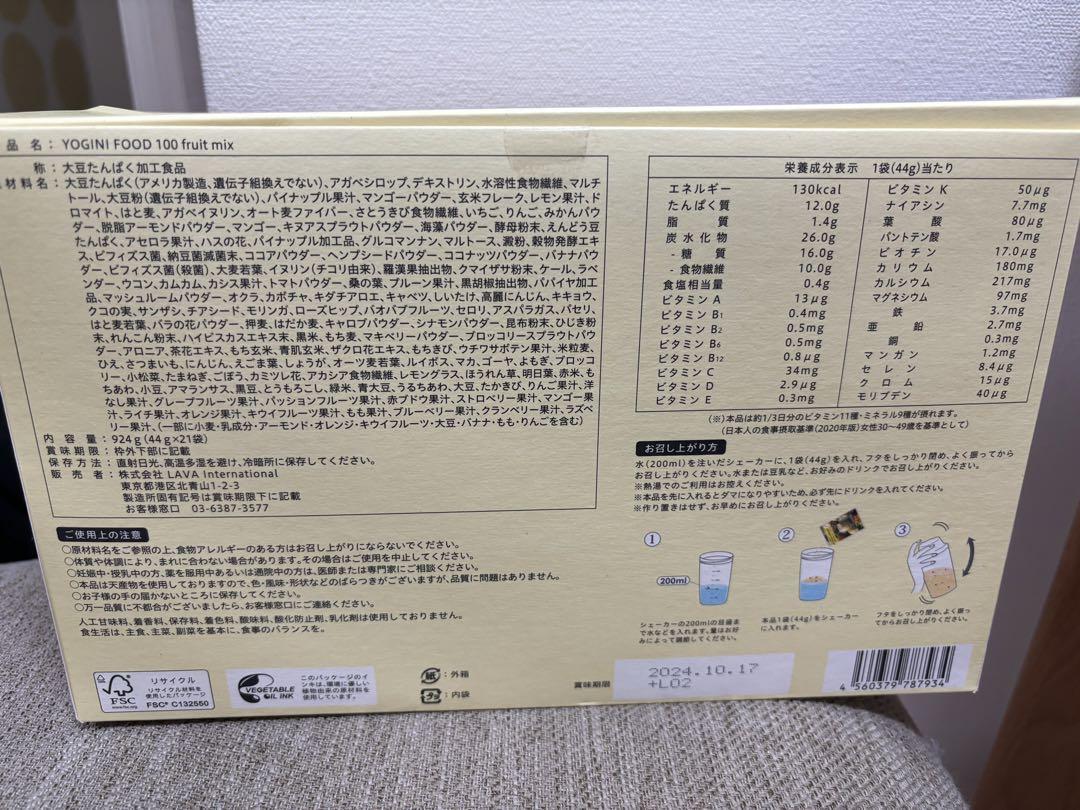 品 名：YOGINI FOOD 100 fruit mix
称：大豆たんぱく加工食品
材料名：大豆たんぱく(アメリカ製造、遺伝子組換えでない)、アガベシロップ、デキストリン、水溶性食物繊維、マルチ
トール、大豆粉(遺伝子組換えでない)、パイナップル果汁、マンゴーパウダー、玄米フレーク、レモン果汁、ド
ロマイト、はと麦、アガベイヌリン、オート麦ファイバー、さとうきび食物繊維、いちご、りんご、みかんパウ
ダー、脱脂アーモンドパウダー、マンゴー、キヌアスプラウトパウダー、海藻パウダー、酵母粉末、えんどう豆
たんぱく、アセロラ果汁、ハスの花、パイナップル加工品、グルコマンナン、マルトース、澱粉、穀物発酵エキ
ス、ビフィズス菌、納豆菌滅菌末、ココアパウダー、ヘンプシードパウダー、ココナッツパウダー、バナナパウ
ダー、ビフィズス菌(殺菌)、大麦若葉、イヌリン(チコリ由来)、羅漢果抽出物、クマイザサ粉末、ケール、ラベ
ンダー、ウコン、カムカム、カシス果汁、トマトパウダー、桑の葉、プルーン果汁、黒胡椒抽出物、パパイヤ加工
品、マッシュルームパウダー、オクラ、カボチャ、キダチアロエ、キャベツ、しいたけ、高麗にんじん、キキョウ、
クコの実、サンザシ、チアシード、モリンガ、ローズヒップ、バオバブフルーツ、セロリ、アスパラガス、パセリ、
はと麦若葉、バラの花パウダー、押麦、はだか麦、キャロブパウダー、シナモンパウダー、昆布粉末、ひじき粉
末、れんこん粉末、ハイビスカスエキス末、黒米、もち麦、マキベリーパウダー、ブロッコリースプラウトパウ
ダー、アロニア、茶花エキス、もち玄米、青肌玄米、ザクロ花エキス、もちきび、ウチワサボテン果汁、米粒麦、
ひえ、さつまいも、にんじん、えごま葉、しょうが、オーツ麦若葉、ルイボス、マカ、ゴーヤ、よもぎ、ブロッコ
リー、小松菜、たまねぎ、ごぼう、カミツレ花、アカシア食物繊維、レモングラス、ほうれん草、明日葉、赤米、も
ちあわ、小豆、アマランサス、黒豆、とうもろこし、緑米、青大豆、うるちあわ、大豆、たかきび、りんご果汁、洋
なし果汁、グレープフルーツ果汁、パッションフルーツ果汁、赤ブドウ果汁、ストロベリー果汁、マンゴー果
汁、ライチ果汁、オレンジ果汁、キウイフルーツ果汁、もも果汁、ブルーベリー果汁、クランベリー果汁、ラズベ
リー果汁、(一部に小麦・乳成分・アーモンド・オレンジ・キウイフルーツ・大豆・バナナ・もも・りんごを含む)
内 容 量：924g(44g×21袋)
賞味期限：枠外下部に記載
保存方法：直射日光、高温多湿を避け、冷暗所に保存してください。
販 売 者：株式会社 LAVA International
東京都港区北青山1-2-3
製造所固有記号は賞味期限下に記載
お客様窓口 03-6387-3577
ご使用上の注意
○原材料名をご参照の上、食物アレルギーのある方はお召し上がりにならないでください。
○体質や体調により、まれに合わない場合があります。その場合はご使用を中止してください。
○妊娠中・授乳中の方、薬を服用中あるいは通院中の方は、医師または専門家にご相談ください。
○本品は天産物を使用しておりますので、色・風味・形状などのばらつきがございますが、品質に問題はありません。
○お子様の手の届かないところに保存してください。
○万一品質に不都合がございましたら、お客様窓口にご連絡ください。
人工甘味料、着香料、保存料、着色料、酸味料、酸化防止剤、乳化剤は使用しておりません。
食生活は、主食、主菜、副菜を基本に、食事のバランスを。
FSC
www.fsc.org
リサイクル
リサイクル材料を
使用したパッケージ
FSC® C132550
VEGETABLE
OIL INK
このパッケージのイ
ンキは、環境に優しい
植物由来の原材料を
使用しています。
紙：外箱
プラ：内袋
栄養成分表示 1袋(44g)当たり
エネルギー 130kcal
たんぱく質 12.0g
脂 質 1.4g
炭水化物 26.0g
- 糖 質 16.0g
- 食物繊維 10.0g
食塩相当量 0.4g
ビタミン A 13μg
ビタミン B1 0.4mg
ビタミン B2 0.5mg
ビタミン B6 0.5mg
ビタミン B12 0.8μg
ビタミン C 34mg
ビタミン D 2.9μg
ビタミン E 0.3mg
ビタミン K 50μg
ナイアシン 7.7mg
葉 酸 80μg
パントテン酸 1.7mg
ビオチン 17.0μg
カリウム 180mg
カルシウム 217mg
マグネシウム 97mg
鉄 3.7mg
亜 鉛 2.7mg
銅 0.3mg
マンガン 1.2mg
セレン 8.4μg
クロム 15μg
モリブデン 40μg
(※)本品は約1/3日分のビタミン11種・ミネラル9種が摂れます。
(日本人の食事摂取基準(2020年版)女性30〜49歳を基準として)
お召し上がり方
水(200ml)を注いだシェーカーに、1袋(44g)を入れ、フタをしっかり閉め、よく振ってから
お召し上がりください。水または豆乳など、お好みのドリンクでお召し上がりください。
※熱湯でのご利用はお控えください。
※本品を先に入れるとダマになりやすいため、必ず先にドリンクを入れてください。
※作り置きはせず、お早めにお召し上がりください。
① ② ③
200ml
シェーカーの200mlの目盛ま
で水などを入れます。量はお好
みによって調節してください。
本品1袋(44g)をシェーカー
に入れます。
フタをしっかり閉め、よく振っ
てからお召し上がりください。
賞味期限
2024.10.17
+L02
4 560379 787934